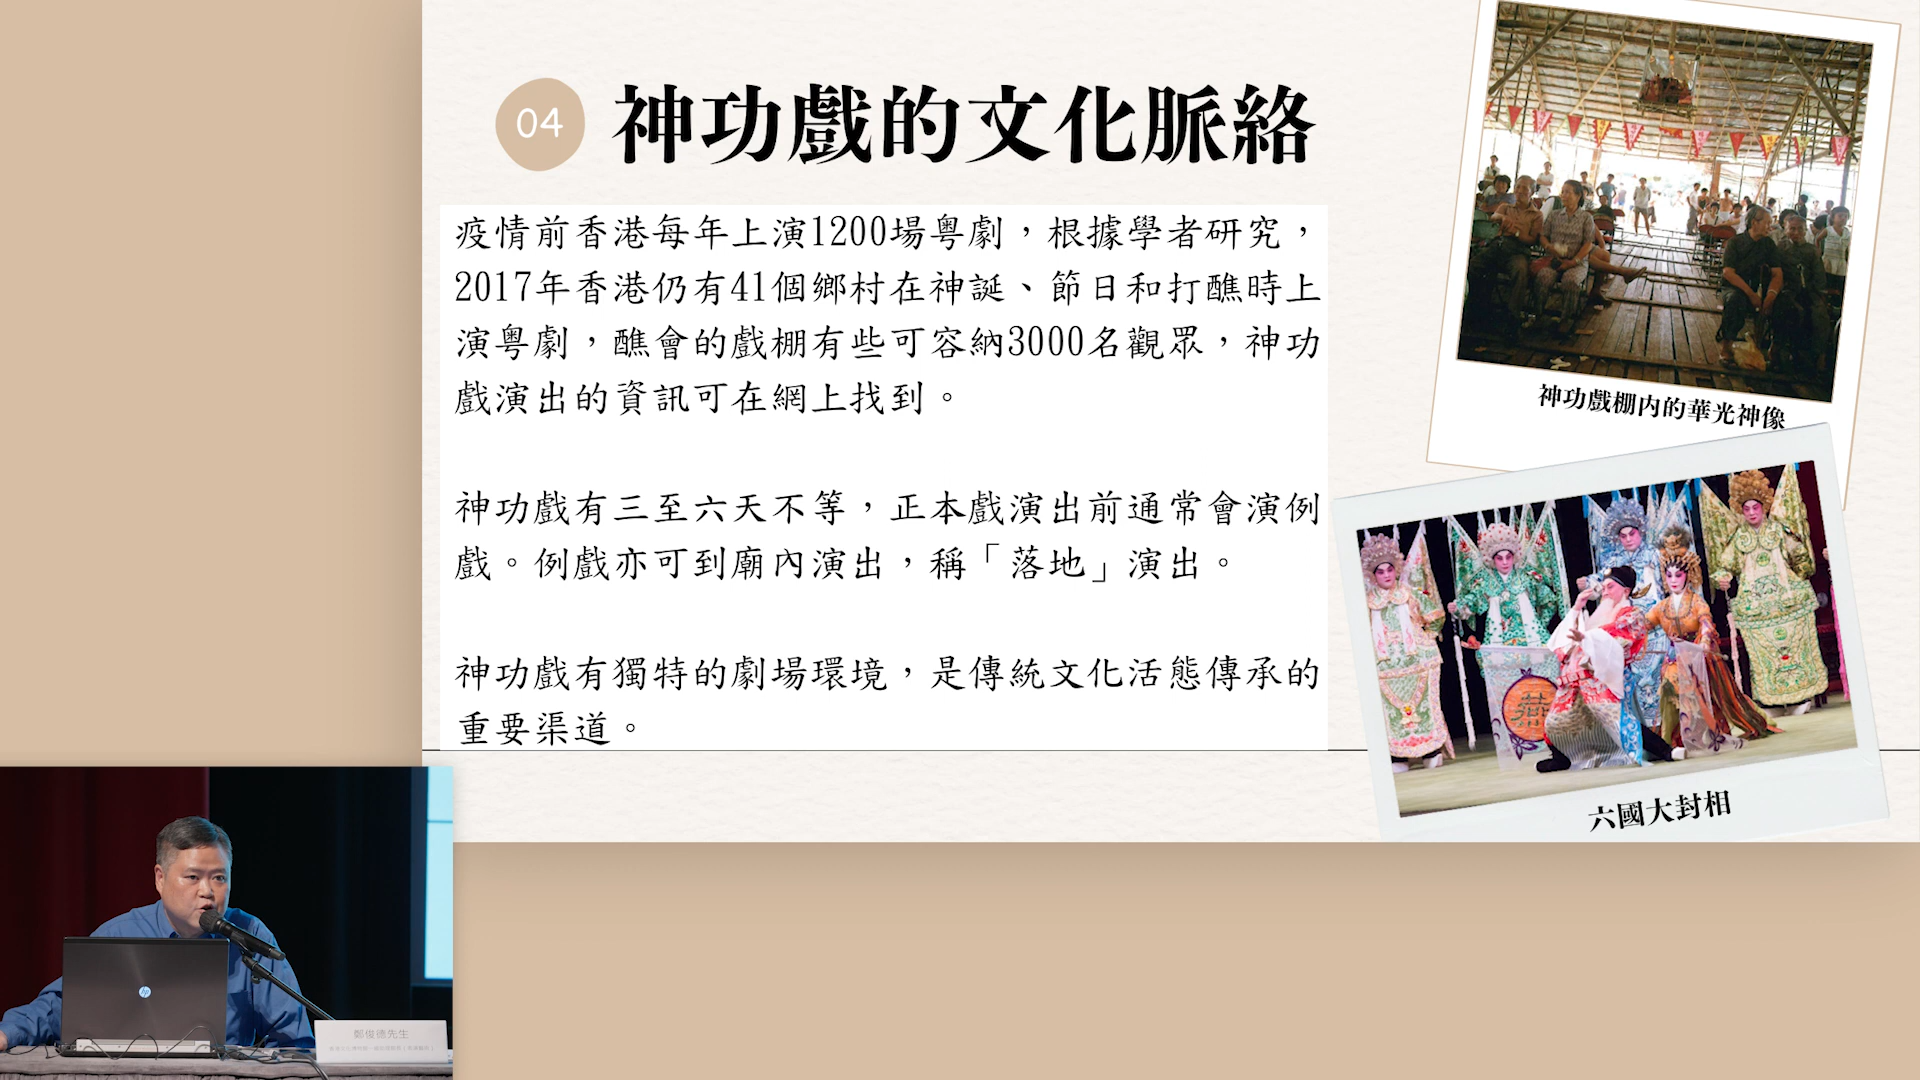 04 神功戲的文化脈絡
疫情前香港每年上演1200場粵劇，根據學者研究，
2017年香港仍有41個鄉村在神誕、節日和打醮時上
演粵劇，醮會的戲棚有些可容納3000名觀眾，神功
戲演出的資訊可在網上找到。
神功戲有三至六天不等，正本戲演出前通常會演例
戲。例戲亦可到廟內演出，稱「落地」演出。
神功戲有獨特的劇場環境，是傳統文化活態傳承的
重要渠道。
神功戲棚內的華光神像
六國大封相
hp
鄭俊德先生